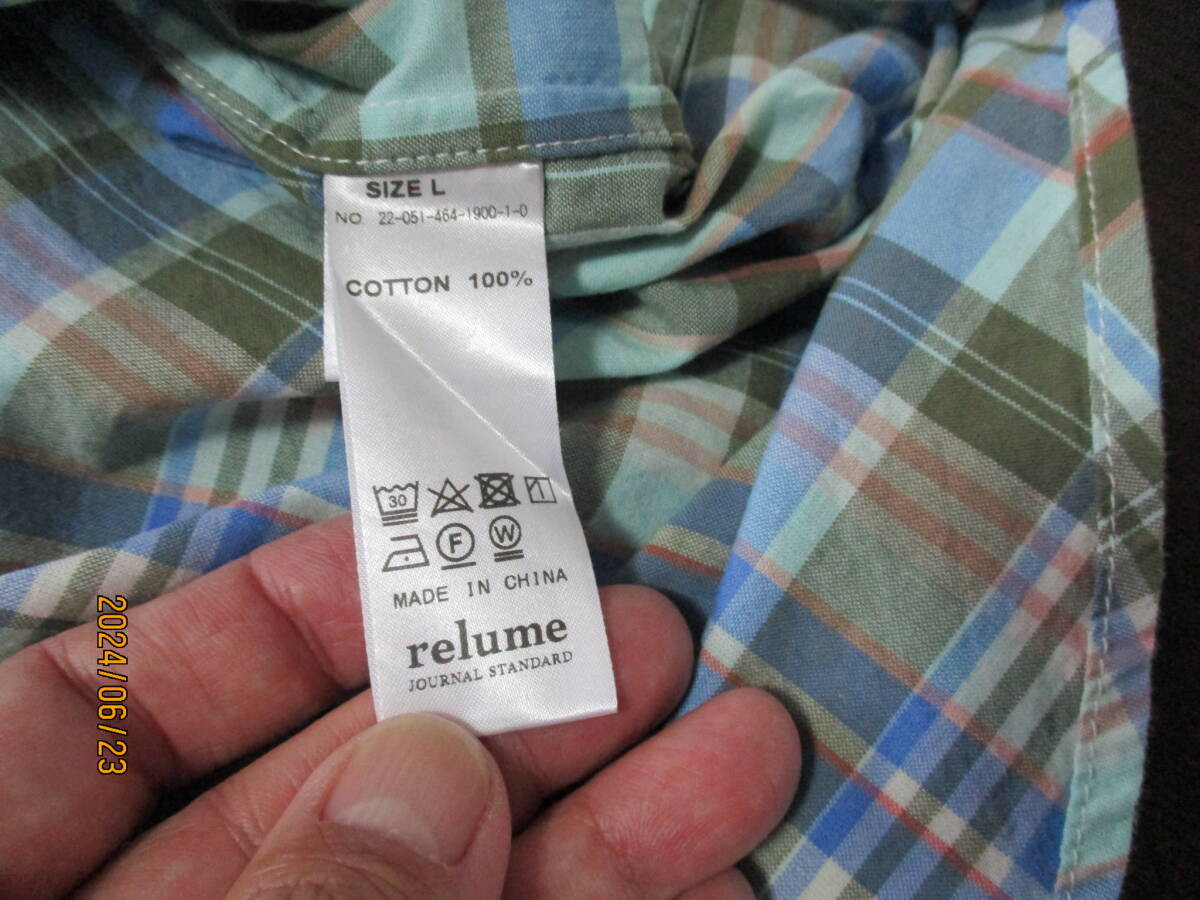 SIZE L
NO 22-051-464-1900-1-0
COTTON 100%
30
F W
MADE IN CHINA
relume
JOURNAL STANDARD
2024/06/23